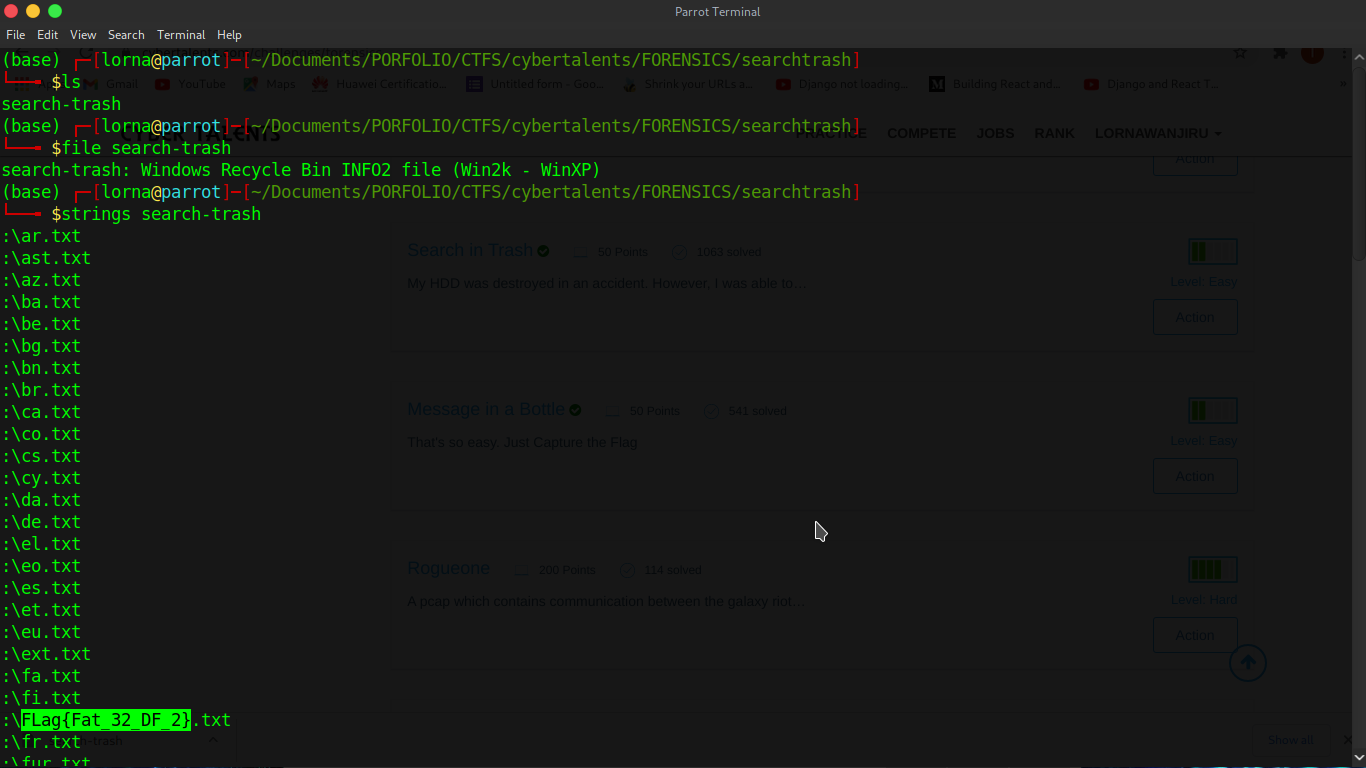 Parrot Terminal
File Edit View Search Terminal Help
(base) ┌─[lorna@parrot]─[~/Documents/PORFOLIO/CTFS/cybertalents/FORENSICS/searchtrash]
└──╼ $ls
Gmail YouTube Maps Huawei Certificatio... Untitled form - Goo... Shrink your URLs a... Django not loading... Building React and... Django and React T... »
search-trash
(base) ┌─[lorna@parrot]─[~/Documents/PORFOLIO/CTFS/cybertalents/FORENSICS/searchtrash]
PRACTICE COMPETE JOBS RANK LORNAWANJIRU
└──╼ $file search-trash
Action
search-trash: Windows Recycle Bin INFO2 file (Win2k - WinXP)
(base) ┌─[lorna@parrot]─[~/Documents/PORFOLIO/CTFS/cybertalents/FORENSICS/searchtrash]
└──╼ $strings search-trash
:\ar.txt
Search in Trash 50 Points 1063 solved
:\ast.txt
:\az.txt
My HDD was destroyed in an accident. However, I was able to… Level: Easy
:\ba.txt
:\be.txt
Action
:\bg.txt
:\bn.txt
:\br.txt
:\ca.txt
Message in a Bottle 50 Points 541 solved
:\co.txt
That's so easy. Just Capture the Flag Level: Easy
:\cs.txt
:\cy.txt
Action
:\da.txt
:\de.txt
:\el.txt
:\eo.txt
Rogueone 200 Points 114 solved
:\es.txt
A pcap which contains communication between the galaxy riot… Level: Hard
:\et.txt
:\eu.txt
Action
:\ext.txt
:\fa.txt
:\fi.txt
:\FLag{Fat_32_DF_2}.txt
:\fr.txt
Show all
:\fur.txt